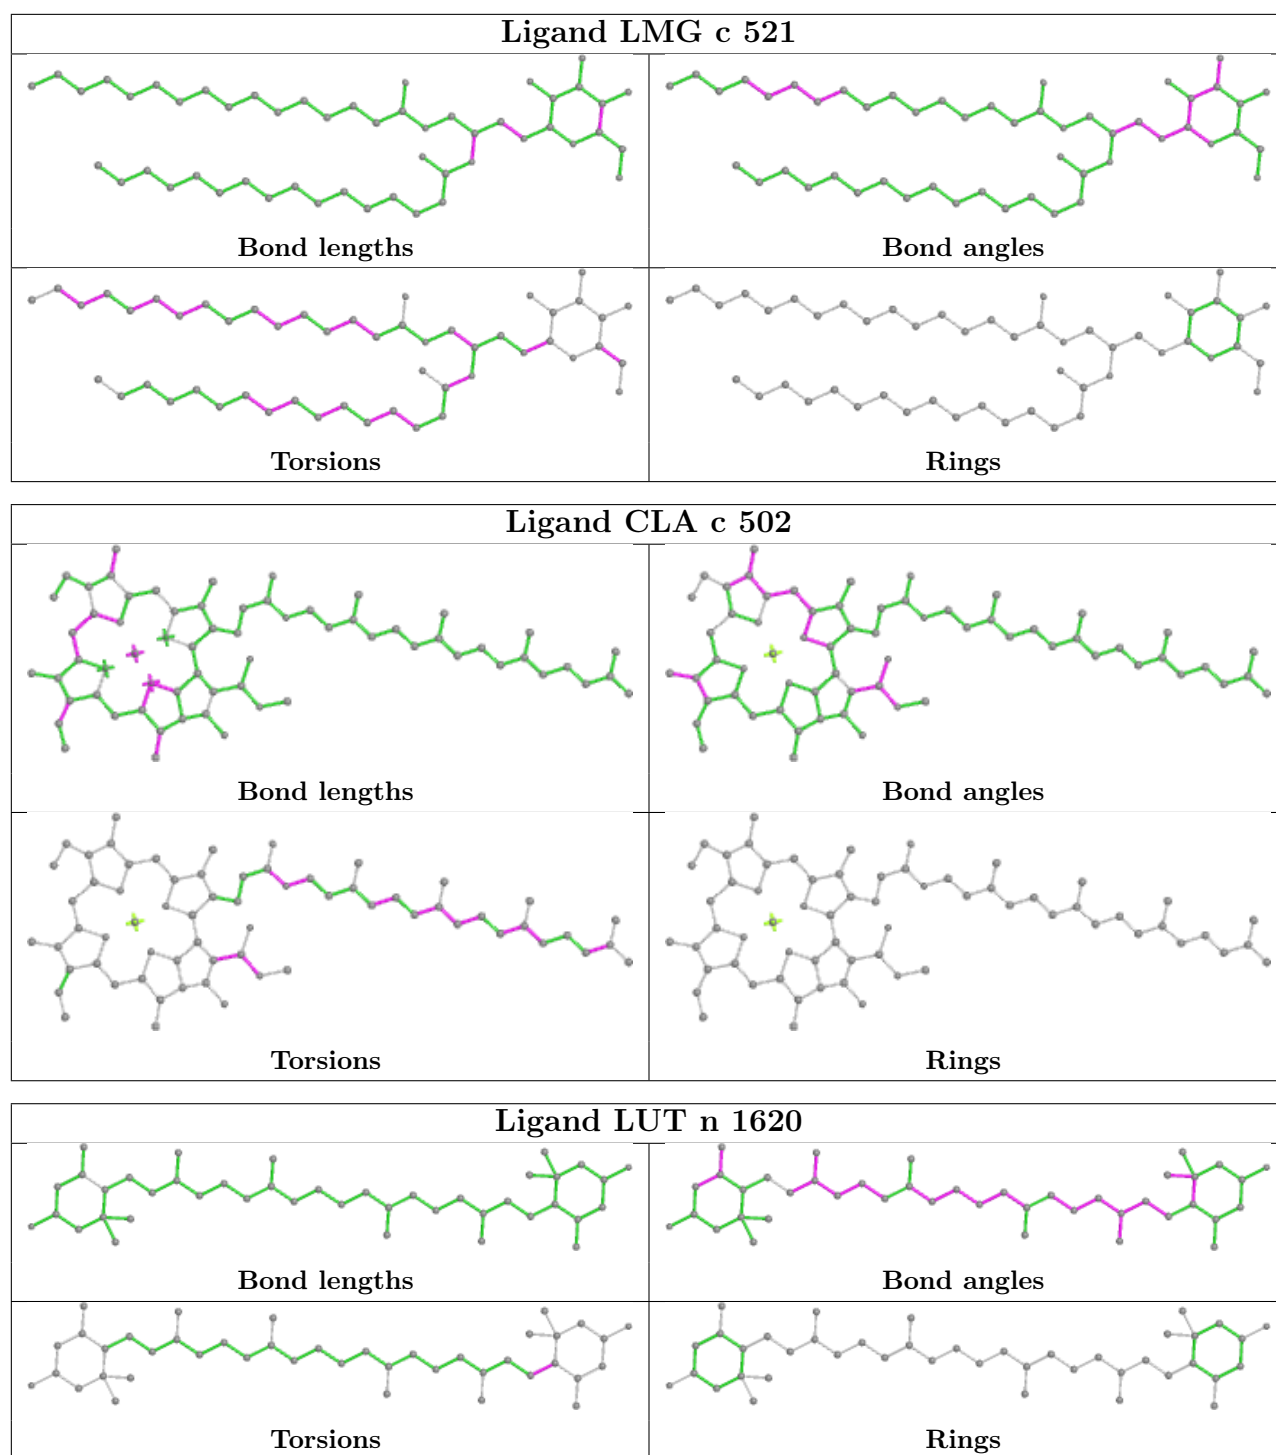 Ligand LMG c 521
Bond lengths
Bond angles
Torsions
Rings
Ligand CLA c 502
Bond lengths
Bond angles
Torsions
Rings
Ligand LUT n 1620
Bond lengths
Bond angles
Torsions
Rings